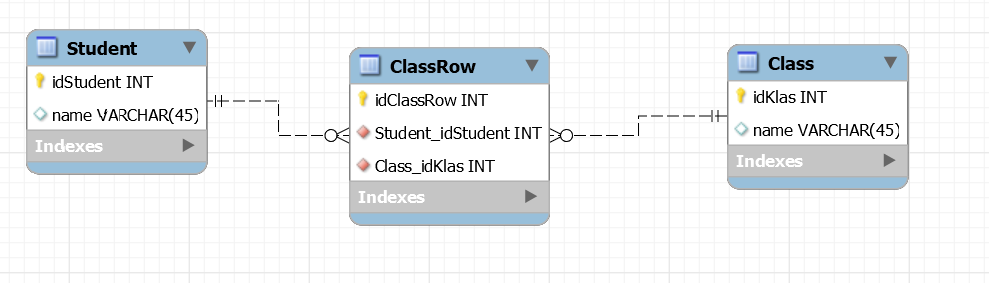 Student
idStudent INT
name VARCHAR(45)
Indexes
ClassRow
idClassRow INT
Student_idStudent INT
Class_idKlas INT
Indexes
Class
idKlas INT
name VARCHAR(45)
Indexes